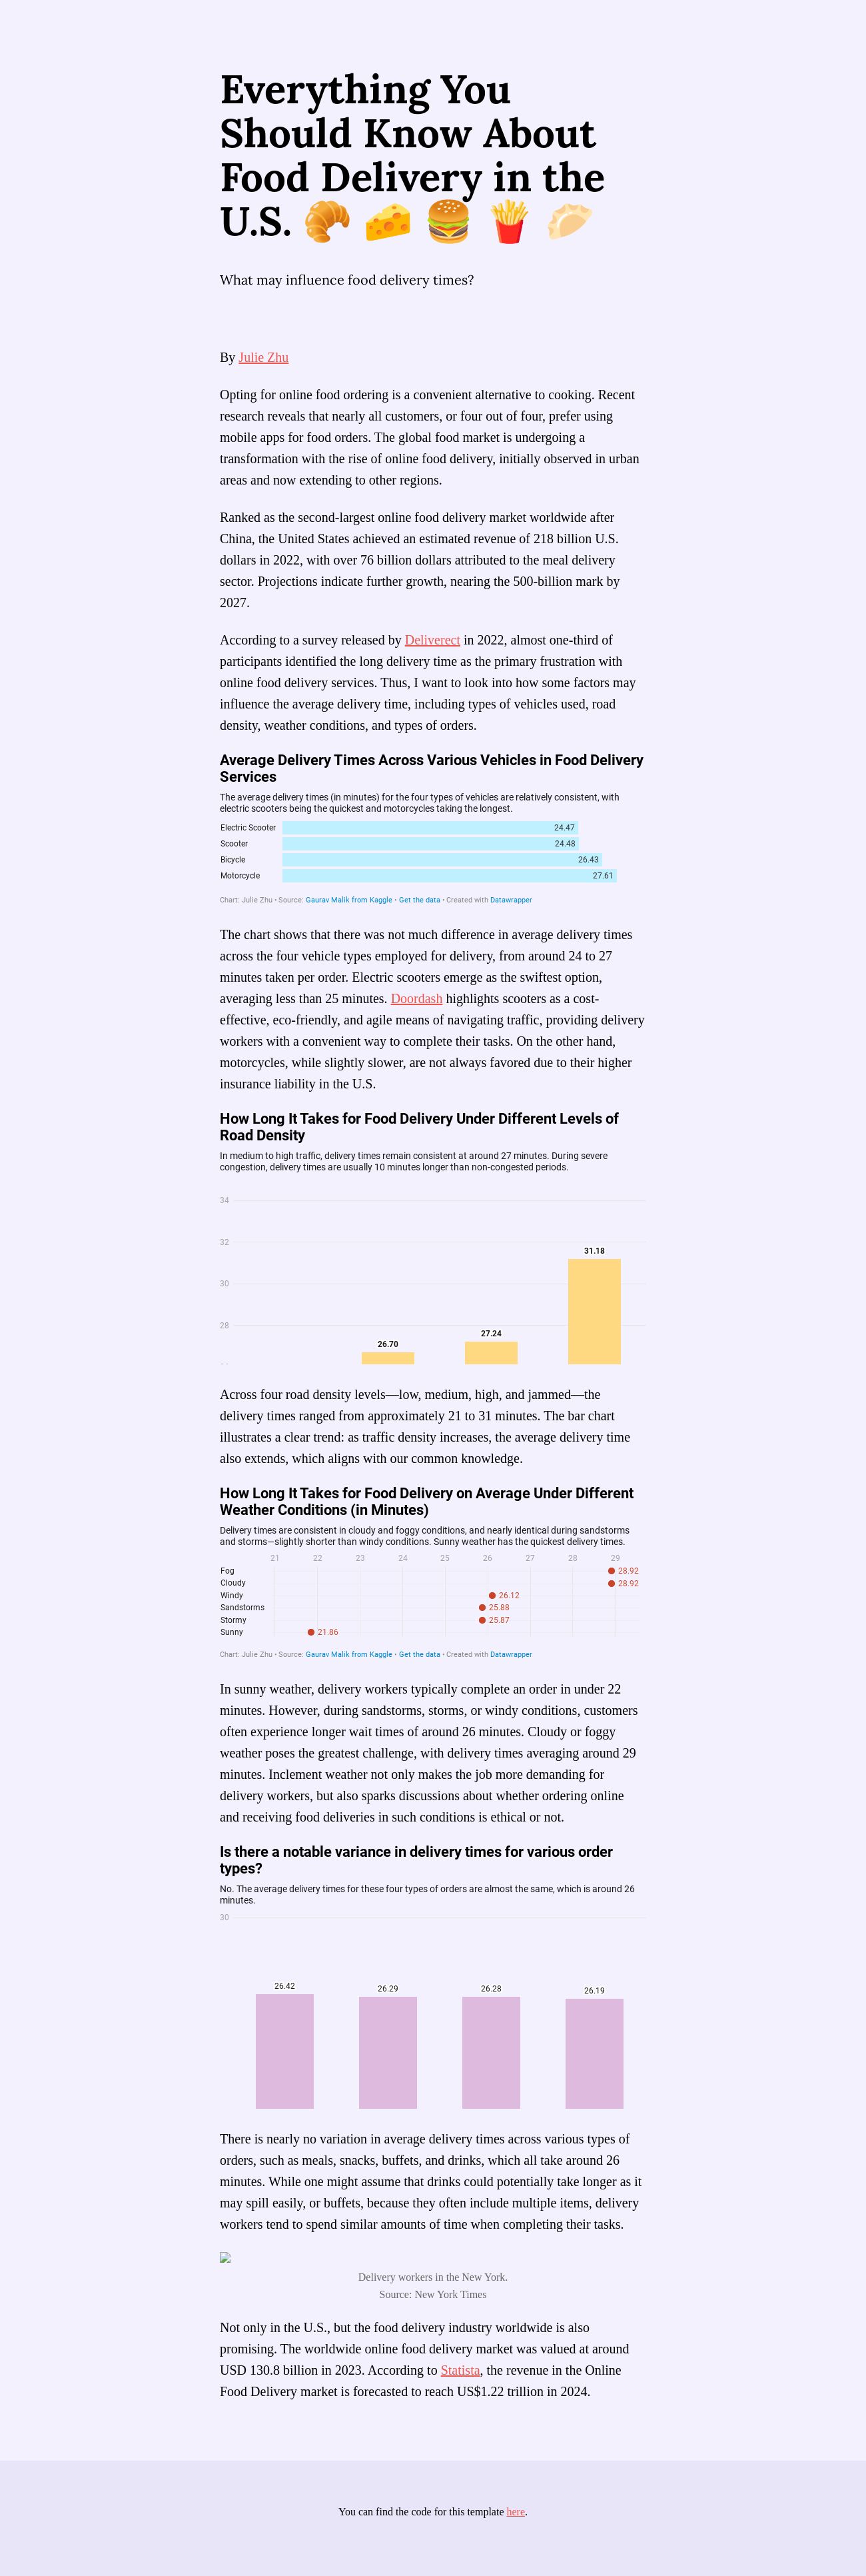 Everything You
Should Know About
Food Delivery in the
U.S. 🥐 🧀 🍔 🍟 🥟
What may influence food delivery times?
By Julie Zhu
Opting for online food ordering is a convenient alternative to cooking. Recent
research reveals that nearly all customers, or four out of four, prefer using
mobile apps for food orders. The global food market is undergoing a
transformation with the rise of online food delivery, initially observed in urban
areas and now extending to other regions.
Ranked as the second-largest online food delivery market worldwide after
China, the United States achieved an estimated revenue of 218 billion U.S.
dollars in 2022, with over 76 billion dollars attributed to the meal delivery
sector. Projections indicate further growth, nearing the 500-billion mark by
2027.
According to a survey released by Deliverect in 2022, almost one-third of
participants identified the long delivery time as the primary frustration with
online food delivery services. Thus, I want to look into how some factors may
influence the average delivery time, including types of vehicles used, road
density, weather conditions, and types of orders.
Average Delivery Times Across Various Vehicles in Food Delivery
Services
The average delivery times (in minutes) for the four types of vehicles are relatively consistent, with
electric scooters being the quickest and motorcycles taking the longest.
Electric Scooter 24.47
Scooter 24.48
Bicycle 26.43
Motorcycle 27.61
Chart: Julie Zhu • Source: Gaurav Malik from Kaggle • Get the data • Created with Datawrapper
The chart shows that there was not much difference in average delivery times
across the four vehicle types employed for delivery, from around 24 to 27
minutes taken per order. Electric scooters emerge as the swiftest option,
averaging less than 25 minutes. Doordash highlights scooters as a cost-
effective, eco-friendly, and agile means of navigating traffic, providing delivery
workers with a convenient way to complete their tasks. On the other hand,
motorcycles, while slightly slower, are not always favored due to their higher
insurance liability in the U.S.
How Long It Takes for Food Delivery Under Different Levels of
Road Density
In medium to high traffic, delivery times remain consistent at around 27 minutes. During severe
congestion, delivery times are usually 10 minutes longer than non-congested periods.
34
32
31.18
30
28
27.24
26.70
Across four road density levels—low, medium, high, and jammed—the
delivery times ranged from approximately 21 to 31 minutes. The bar chart
illustrates a clear trend: as traffic density increases, the average delivery time
also extends, which aligns with our common knowledge.
How Long It Takes for Food Delivery on Average Under Different
Weather Conditions (in Minutes)
Delivery times are consistent in cloudy and foggy conditions, and nearly identical during sandstorms
and storms—slightly shorter than windy conditions. Sunny weather has the quickest delivery times.
21 22 23 24 25 26 27 28 29
Fog 28.92
Cloudy 28.92
Windy 26.12
Sandstorms 25.88
Stormy 25.87
Sunny 21.86
Chart: Julie Zhu • Source: Gaurav Malik from Kaggle • Get the data • Created with Datawrapper
In sunny weather, delivery workers typically complete an order in under 22
minutes. However, during sandstorms, storms, or windy conditions, customers
often experience longer wait times of around 26 minutes. Cloudy or foggy
weather poses the greatest challenge, with delivery times averaging around 29
minutes. Inclement weather not only makes the job more demanding for
delivery workers, but also sparks discussions about whether ordering online
and receiving food deliveries in such conditions is ethical or not.
Is there a notable variance in delivery times for various order
types?
No. The average delivery times for these four types of orders are almost the same, which is around 26
minutes.
30
26.42 26.29 26.28 26.19
There is nearly no variation in average delivery times across various types of
orders, such as meals, snacks, buffets, and drinks, which all take around 26
minutes. While one might assume that drinks could potentially take longer as it
may spill easily, or buffets, because they often include multiple items, delivery
workers tend to spend similar amounts of time when completing their tasks.
Delivery workers in the New York.
Source: New York Times
Not only in the U.S., but the food delivery industry worldwide is also
promising. The worldwide online food delivery market was valued at around
USD 130.8 billion in 2023. According to Statista, the revenue in the Online
Food Delivery market is forecasted to reach US$1.22 trillion in 2024.
You can find the code for this template here.